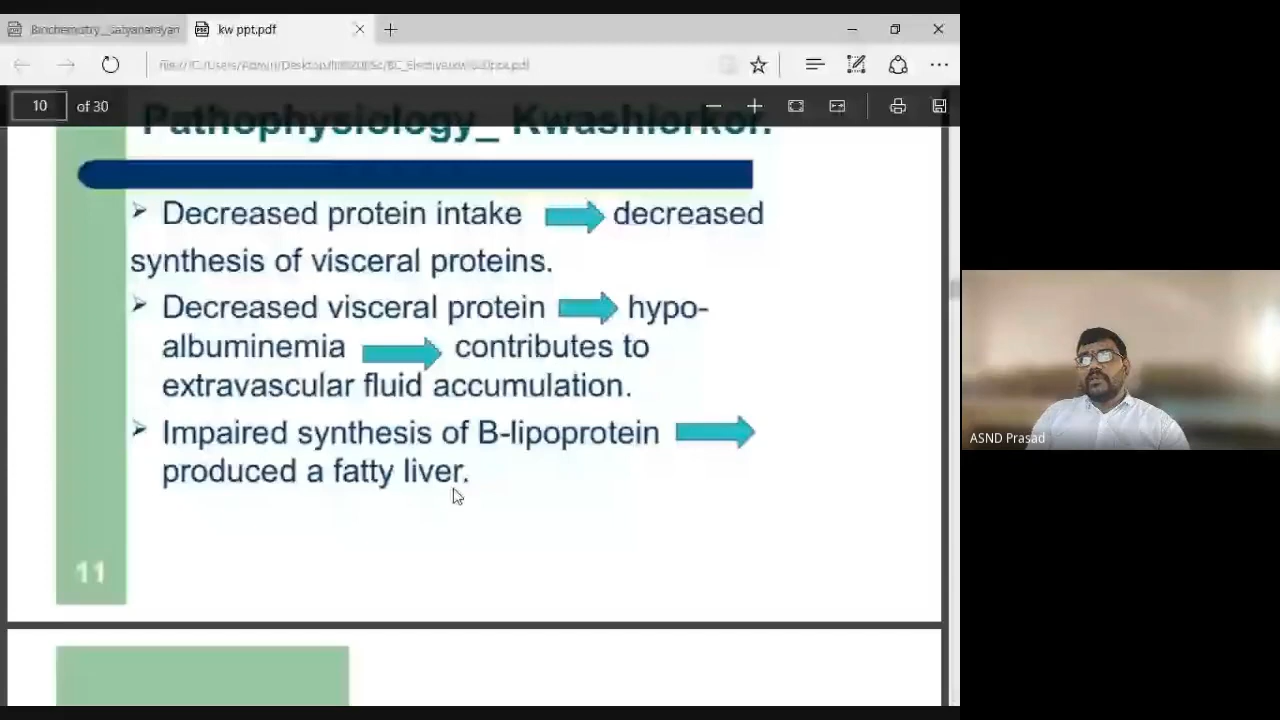 Biochemistry_Satyanarayan
kw ppt.pdf
10 of 30
Pathophysiology_ Kwashiorkor.
Decreased protein intake decreased
synthesis of visceral proteins.
Decreased visceral protein hypo-
albuminemia contributes to
extravascular fluid accumulation.
Impaired synthesis of B-lipoprotein
produced a fatty liver.
11
ASND Prasad